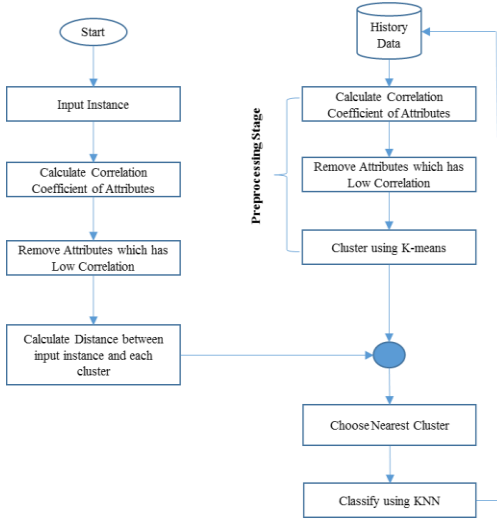 Start
Input Instance
Calculate Correlation
Coefficient of Attributes
Remove Attributes which has
Low Correlation
Calculate Distance between
input instance and each
cluster
History
Data
Preprocessing Stage
Calculate Correlation
Coefficient of Attributes
Remove Attributes which has
Low Correlation
Cluster using K-means
Choose Nearest Cluster
Classify using KNN